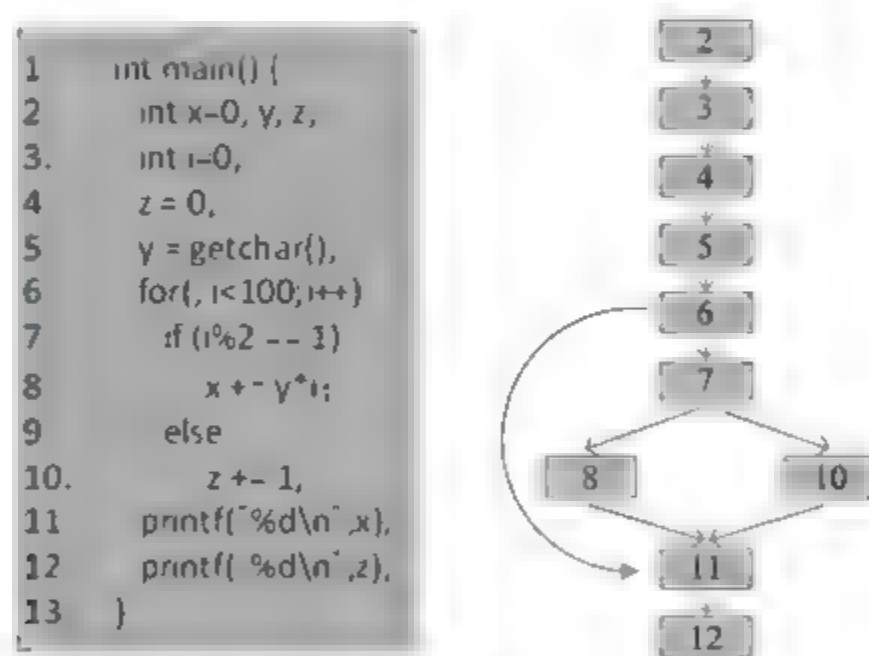 1 int main() {
2 int x=0, y, z;
3. int i=0;
4 z = 0;
5 y = getchar();
6 for(; i<100; i++)
7 if (i%2 == 1)
8 x += y*i;
9 else
10. z += 1;
11 printf("%d\n",x);
12 printf("%d\n",z);
13 }
2
3
4
5
6
7
8 10
11
12